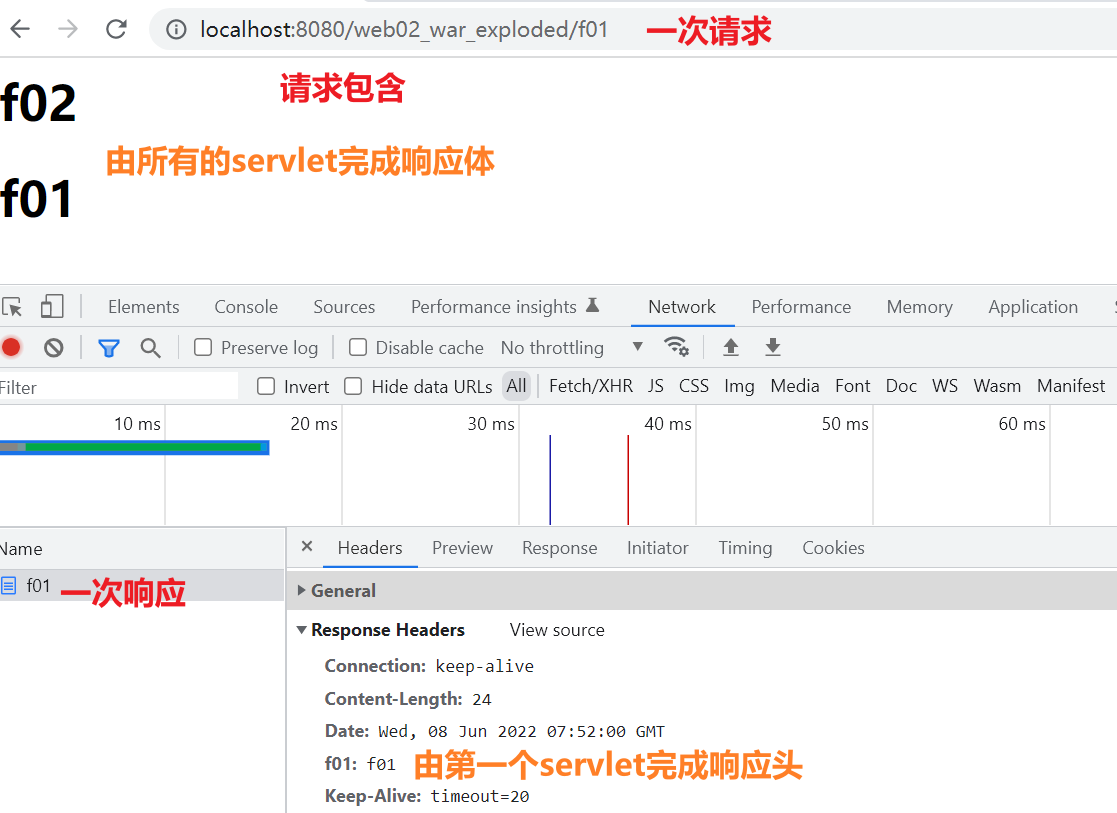 localhost:8080/web02_war_exploded/f01 一次请求
f02
请求包含
由所有的servlet完成响应体
f01
Elements Console Sources Performance insights Network Performance Memory Application
Preserve log Disable cache No throttling
Filter Invert Hide data URLs All Fetch/XHR JS CSS Img Media Font Doc WS Wasm Manifest
10 ms 20 ms 30 ms 40 ms 50 ms 60 ms
Name × Headers Preview Response Initiator Timing Cookies
f01 一次响应
General
Response Headers View source
Connection: keep-alive
Content-Length: 24
Date: Wed, 08 Jun 2022 07:52:00 GMT
f01: f01 由第一个servlet完成响应头
Keep-Alive: timeout=20